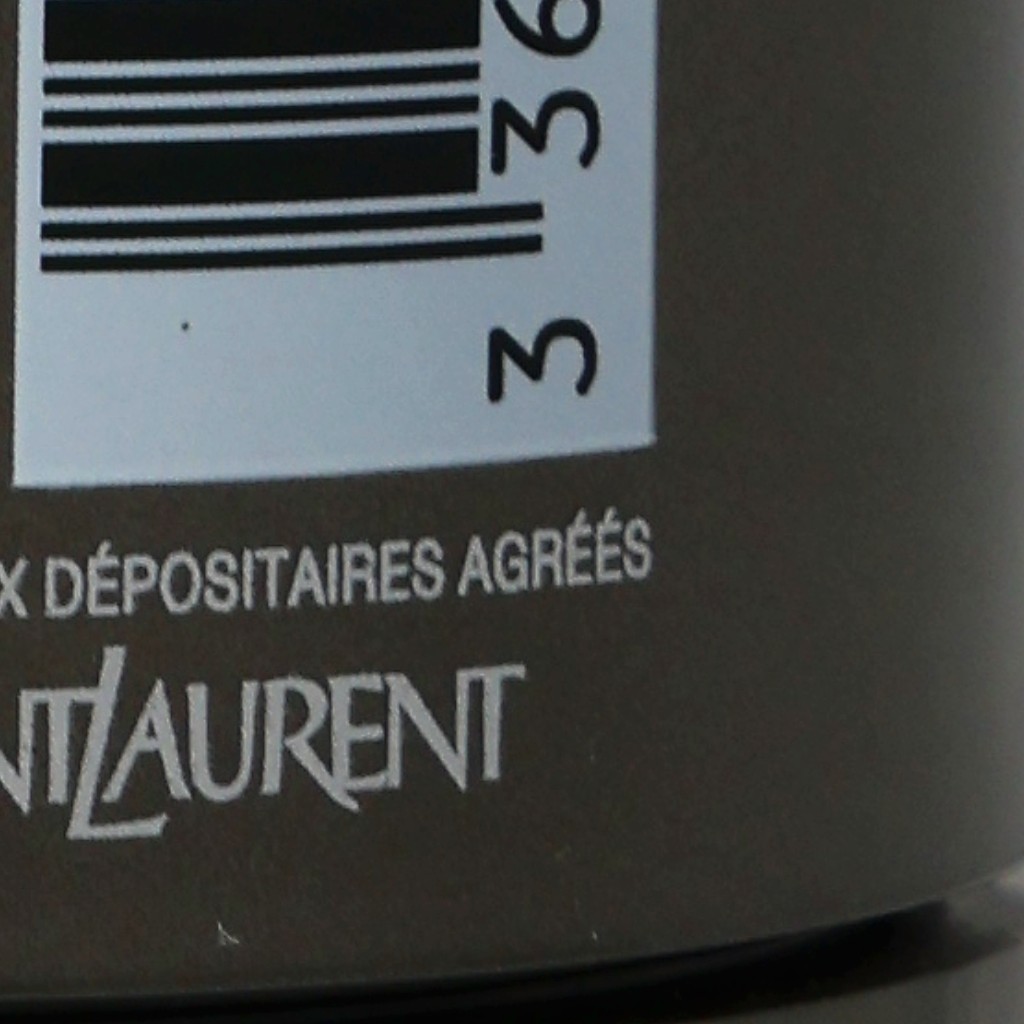 3 36
X DÉPOSITAIRES AGRÉÉS
NTLAURENT